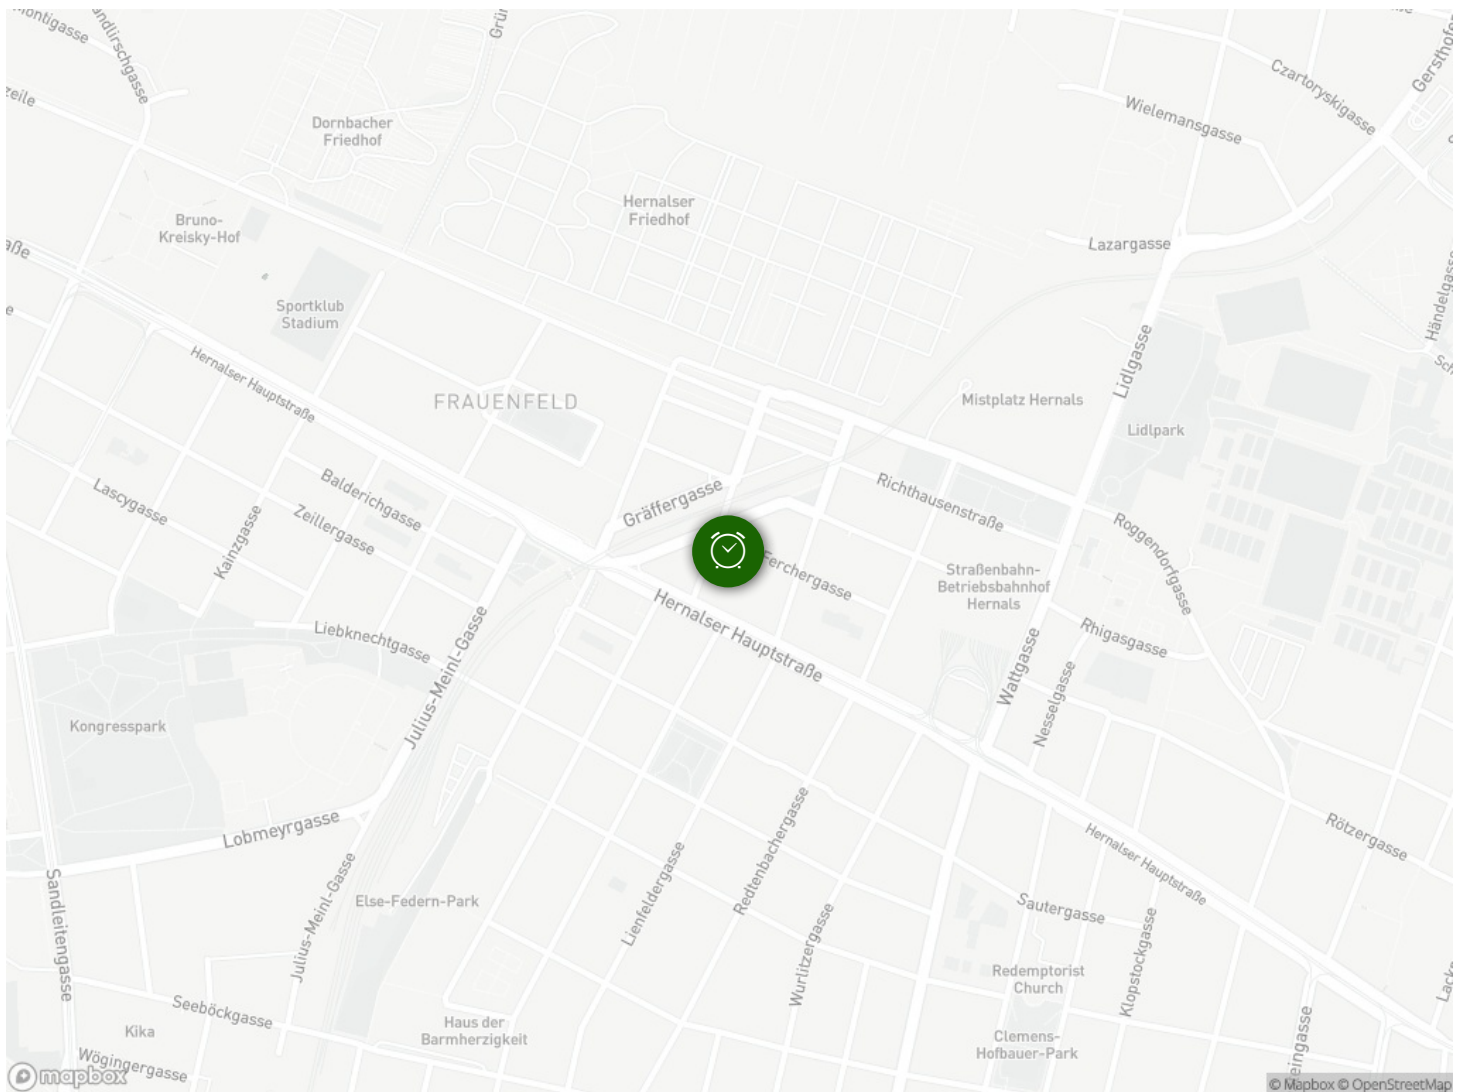 Czartoryskigasse
Wielemansgasse
Dornbacher
Friedhof
Hernalser
Friedhof
Bruno-
Kreisky-Hof
Lazargasse
Händelgasse
Sportklub
Stadium
Lidlgasse
Hernalser Hauptstraße
FRAUENFELD
Mistplatz Hernals
Lidlpark
Balderichgasse
Lascygasse
Zeillergasse
Kainzgasse
Gräffergasse
Richthausenstraße
Roggendorfgasse
Ferchergasse
Straßenbahn-
Betriebsbahnhof
Hernals
Hernalser Hauptstraße
Liebknechtgasse
Julius-Meinl-Gasse
Rhigasgasse
Wattgasse
Nesselgasse
Kongresspark
Lobmeyrgasse
Rötzergasse
Hernalser Hauptstraße
Redtenbachergasse
Lienfeldergasse
Julius-Meinl-Gasse
Else-Federn-Park
Sandleitengasse
Sautergasse
Wurlitzergasse
Klopstockgasse
Redemptorist
Church
Seeböckgasse
Kika
Haus der
Barmherzigkeit
Clemens-
Hofbauer-Park
Wögingergasse
mapbox
© Mapbox © OpenStreetMap